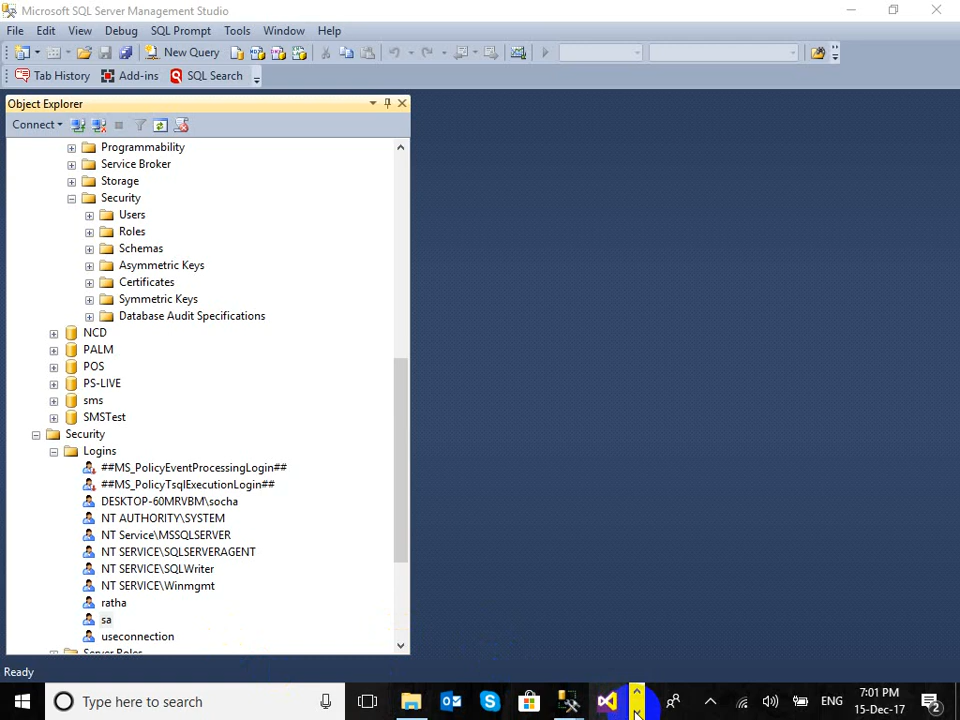 Microsoft SQL Server Management Studio
File Edit View Debug SQL Prompt Tools Window Help
New Query
Tab History Add-ins SQL Search
Object Explorer
Connect
Programmability
Service Broker
Storage
Security
Users
Roles
Schemas
Asymmetric Keys
Certificates
Symmetric Keys
Database Audit Specifications
NCD
PALM
POS
PS-LIVE
sms
SMSTest
Security
Logins
##MS_PolicyEventProcessingLogin##
##MS_PolicyTsqlExecutionLogin##
DESKTOP-60MRVBM\socha
NT AUTHORITY\SYSTEM
NT Service\MSSQLSERVER
NT SERVICE\SQLSERVERAGENT
NT SERVICE\SQLWriter
NT SERVICE\Winmgmt
ratha
sa
useconnection
Server Roles
Ready
Type here to search
ENG
7:01 PM
15-Dec-17
2